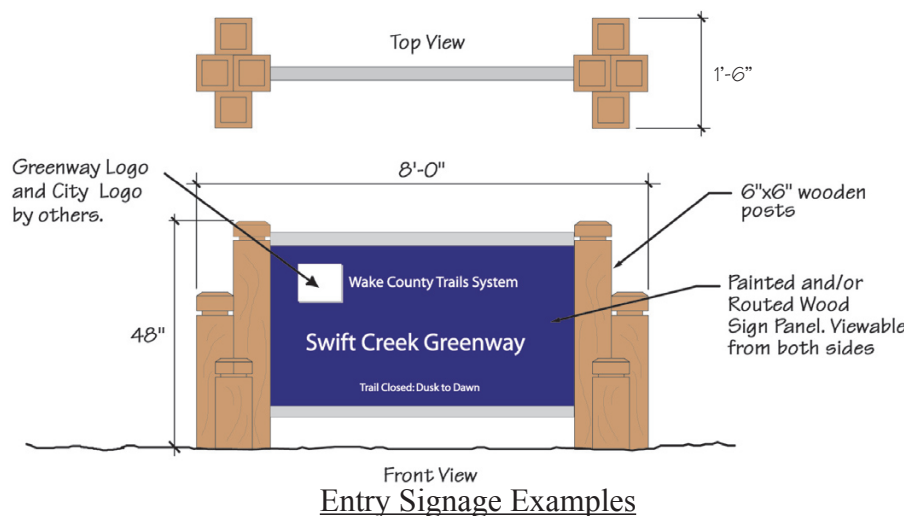 Top View
1'-6"
Greenway Logo
and City Logo
by others.
8'-0"
6"x6" wooden
posts
Wake County Trails System
Painted and/or
Routed Wood
Sign Panel. Viewable
from both sides
48"
Swift Creek Greenway
Trail Closed: Dusk to Dawn
Front View
Entry Signage Examples